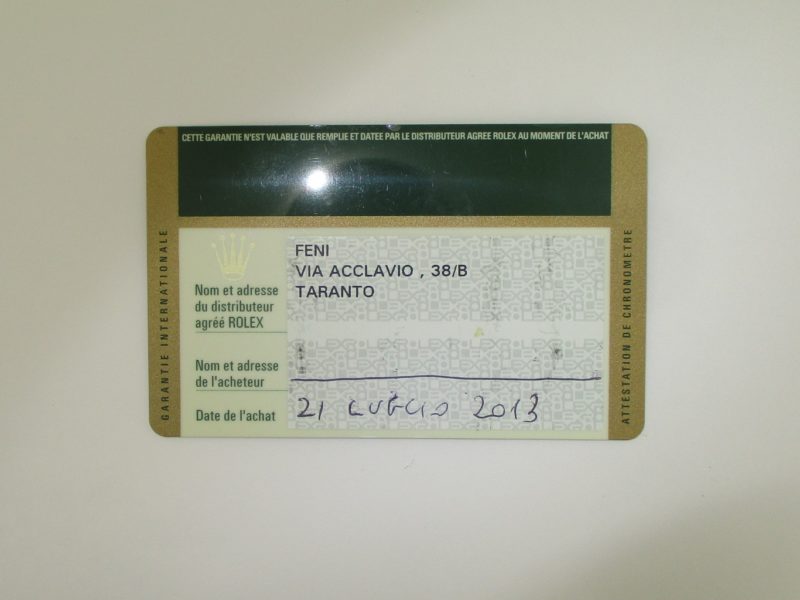 CETTE GARANTIE N'EST VALABLE QUE REMPLIE ET DATEE PAR LE DISTRIBUTEUR AGREE ROLEX AU MOMENT DE L'ACHAT
GARANTIE INTERNATIONALE
Nom et adresse
du distributeur
agréé ROLEX
FENI
VIA ACCLAVIO , 38/B
TARANTO
Nom et adresse
de l'acheteur
Date de l'achat
21 LUGLIO 2013
ATTESTATION DE CHRONOMETRE